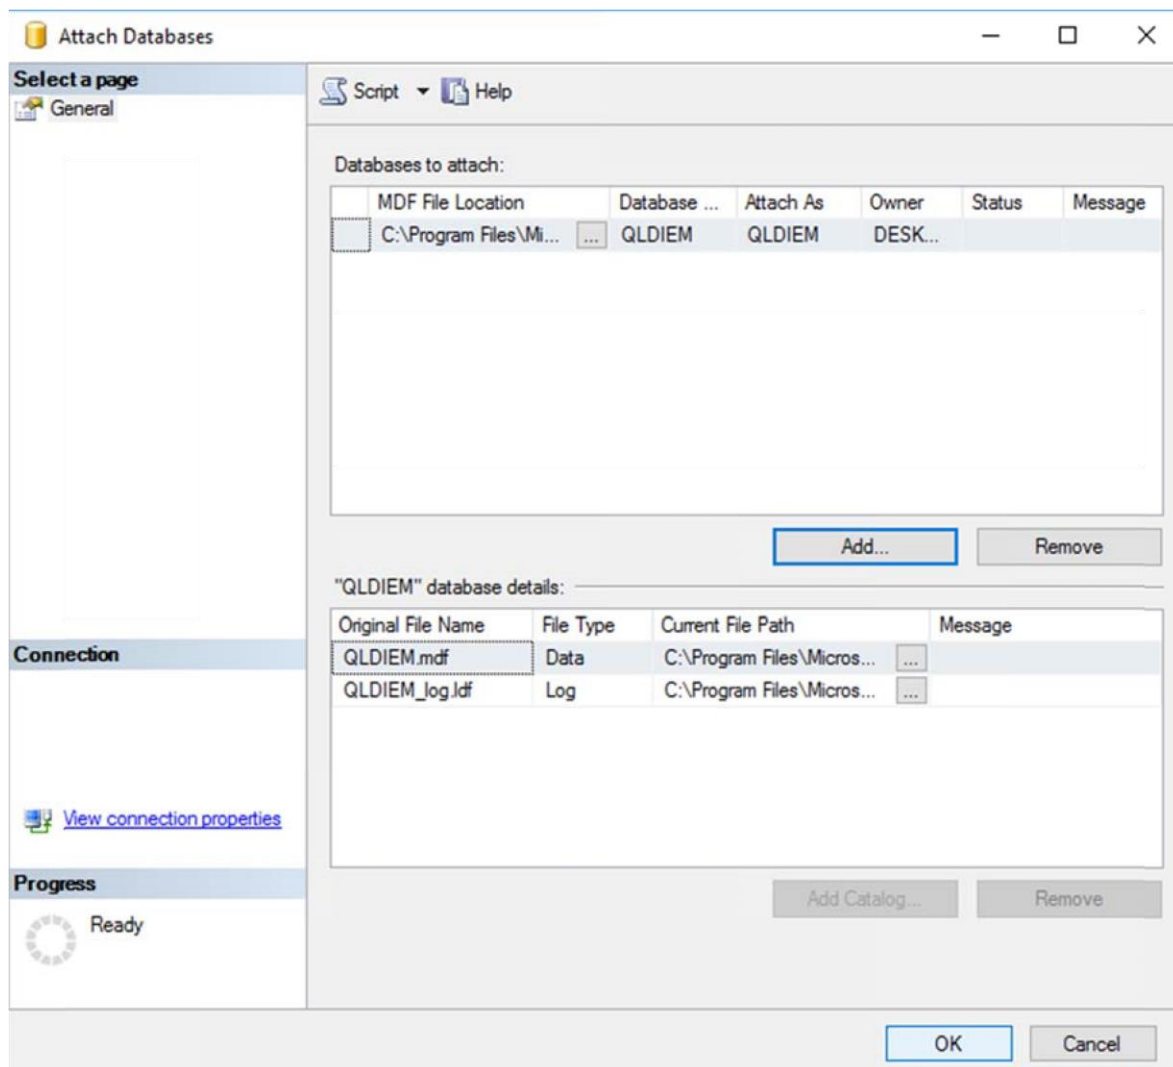 Attach Databases
Select a page
General
Script Help
Databases to attach:
MDF File Location Database ... Attach As Owner Status Message
C:\Program Files\Mi... ... QLDIEM QLDIEM DESK...
Add... Remove
"QLDIEM" database details:
Original File Name File Type Current File Path Message
QLDIEM.mdf Data C:\Program Files\Micros... ...
QLDIEM_log.ldf Log C:\Program Files\Micros... ...
Add Catalog... Remove
Connection
View connection properties
Progress
Ready
OK Cancel